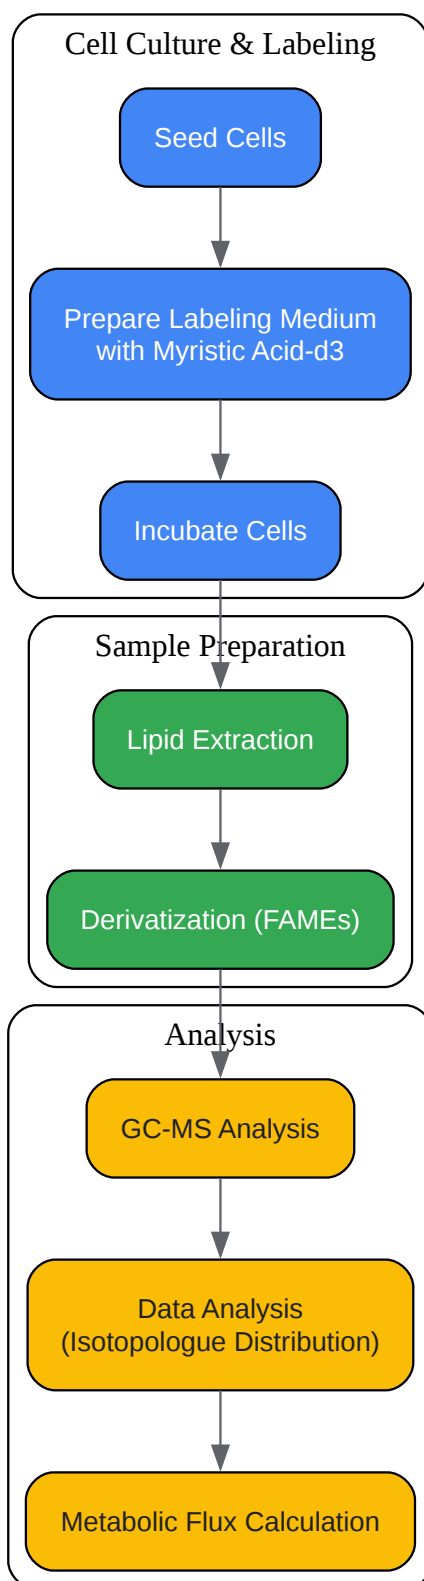 Cell Culture & Labeling
Seed Cells
Prepare Labeling Medium
with Myristic Acid-d3
Incubate Cells
Sample Preparation
Lipid Extraction
Derivatization (FAMEs)
Analysis
GC-MS Analysis
Data Analysis
(Isotopologue Distribution)
Metabolic Flux Calculation